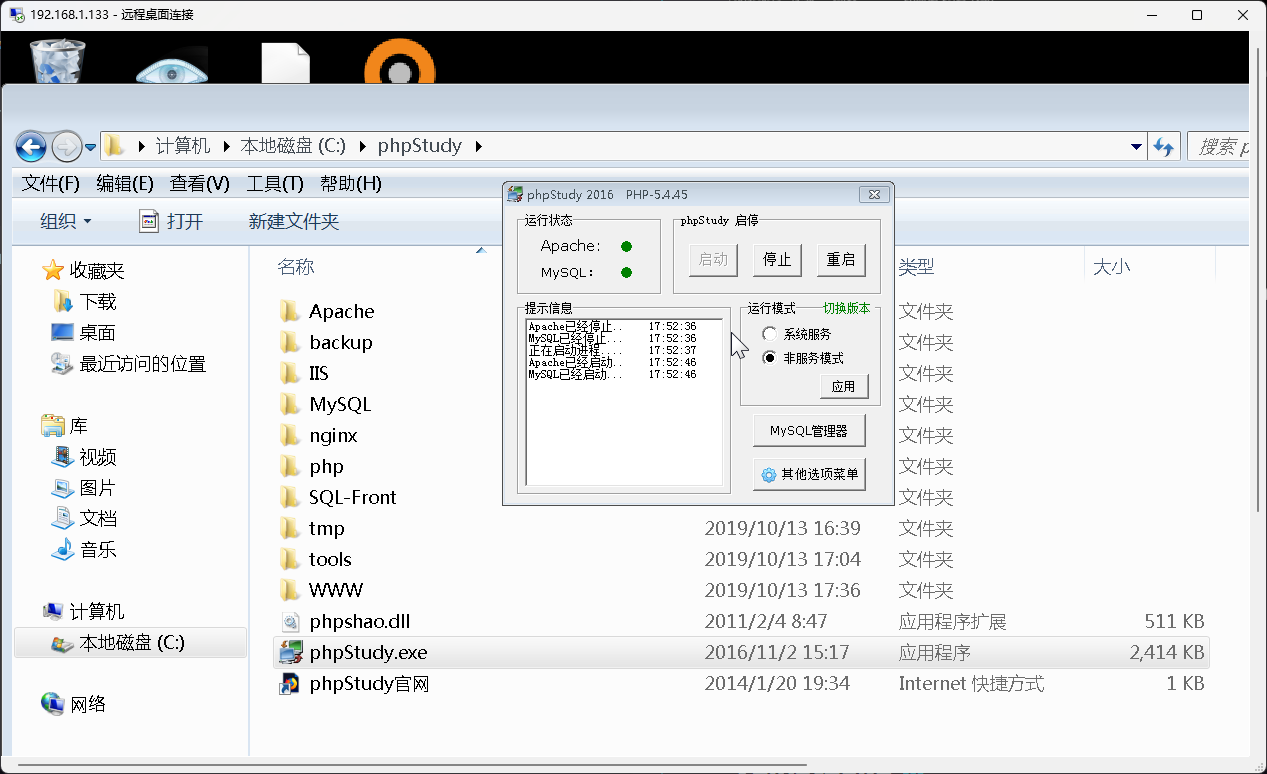 192.168.1.133 - 远程桌面连接
计算机 本地磁盘 (C:) phpStudy
搜索 p
文件(F) 编辑(E) 查看(V) 工具(T) 帮助(H)
组织 打开 新建文件夹
收藏夹
下载
桌面
最近访问的位置
库
视频
图片
文档
音乐
计算机
本地磁盘 (C:)
网络
名称 类型 大小
Apache 文件夹
backup 文件夹
IIS 文件夹
MySQL 文件夹
nginx 文件夹
php 文件夹
SQL-Front 文件夹
tmp 2019/10/13 16:39 文件夹
tools 2019/10/13 17:04 文件夹
WWW 2019/10/13 17:36 文件夹
phpshao.dll 2011/2/4 8:47 应用程序扩展 511 KB
phpStudy.exe 2016/11/2 15:17 应用程序 2,414 KB
phpStudy官网 2014/1/20 19:34 Internet 快捷方式 1 KB
phpStudy 2016 PHP-5.4.45
运行状态
Apache:
MySQL:
phpStudy 启停
启动 停止 重启
提示信息
Apache已经停止.. 17:52:36
MySQL已经停止... 17:52:36
正在启动进程.... 17:52:37
Apache已经启动.. 17:52:46
MySQL已经启动... 17:52:46
运行模式 切换版本
系统服务
非服务模式
应用
MySQL管理器
其他选项菜单